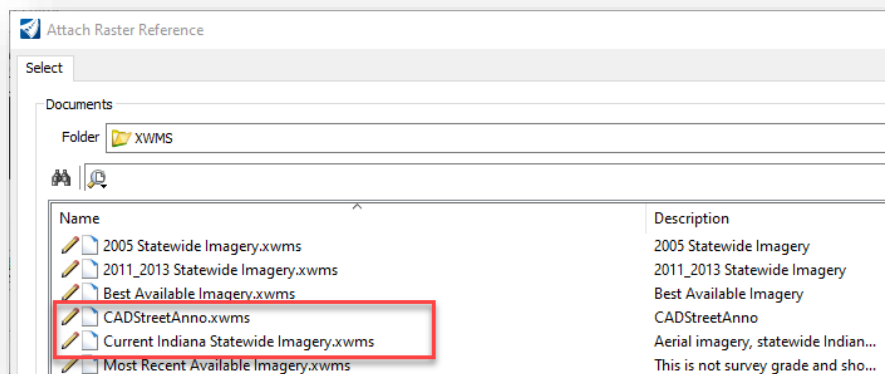 Attach Raster Reference
Select
Documents
Folder XWMS
Name Description
2005 Statewide Imagery.xwms 2005 Statewide Imagery
2011_2013 Statewide Imagery.xwms 2011_2013 Statewide Imagery
Best Available Imagery.xwms Best Available Imagery
CADStreetAnno.xwms CADStreetAnno
Current Indiana Statewide Imagery.xwms Aerial imagery, statewide Indian...
Most Recent Available Imagery.xwms This is not survey grade and sho...